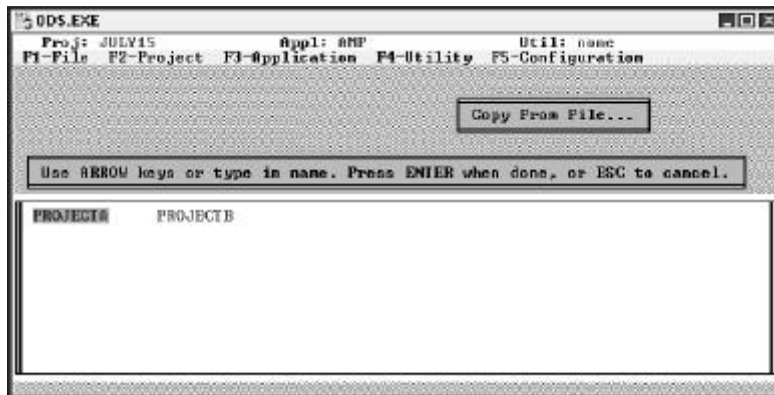 ODS.EXE
Proj: JULY15 Appl: AMP Util: none
F1-File F2-Project F3-Application F4-Utility F5-Configuration
Copy From File...
Use ARROW keys or type in name. Press ENTER when done, or ESC to cancel.
PROJECTA PROJECTB